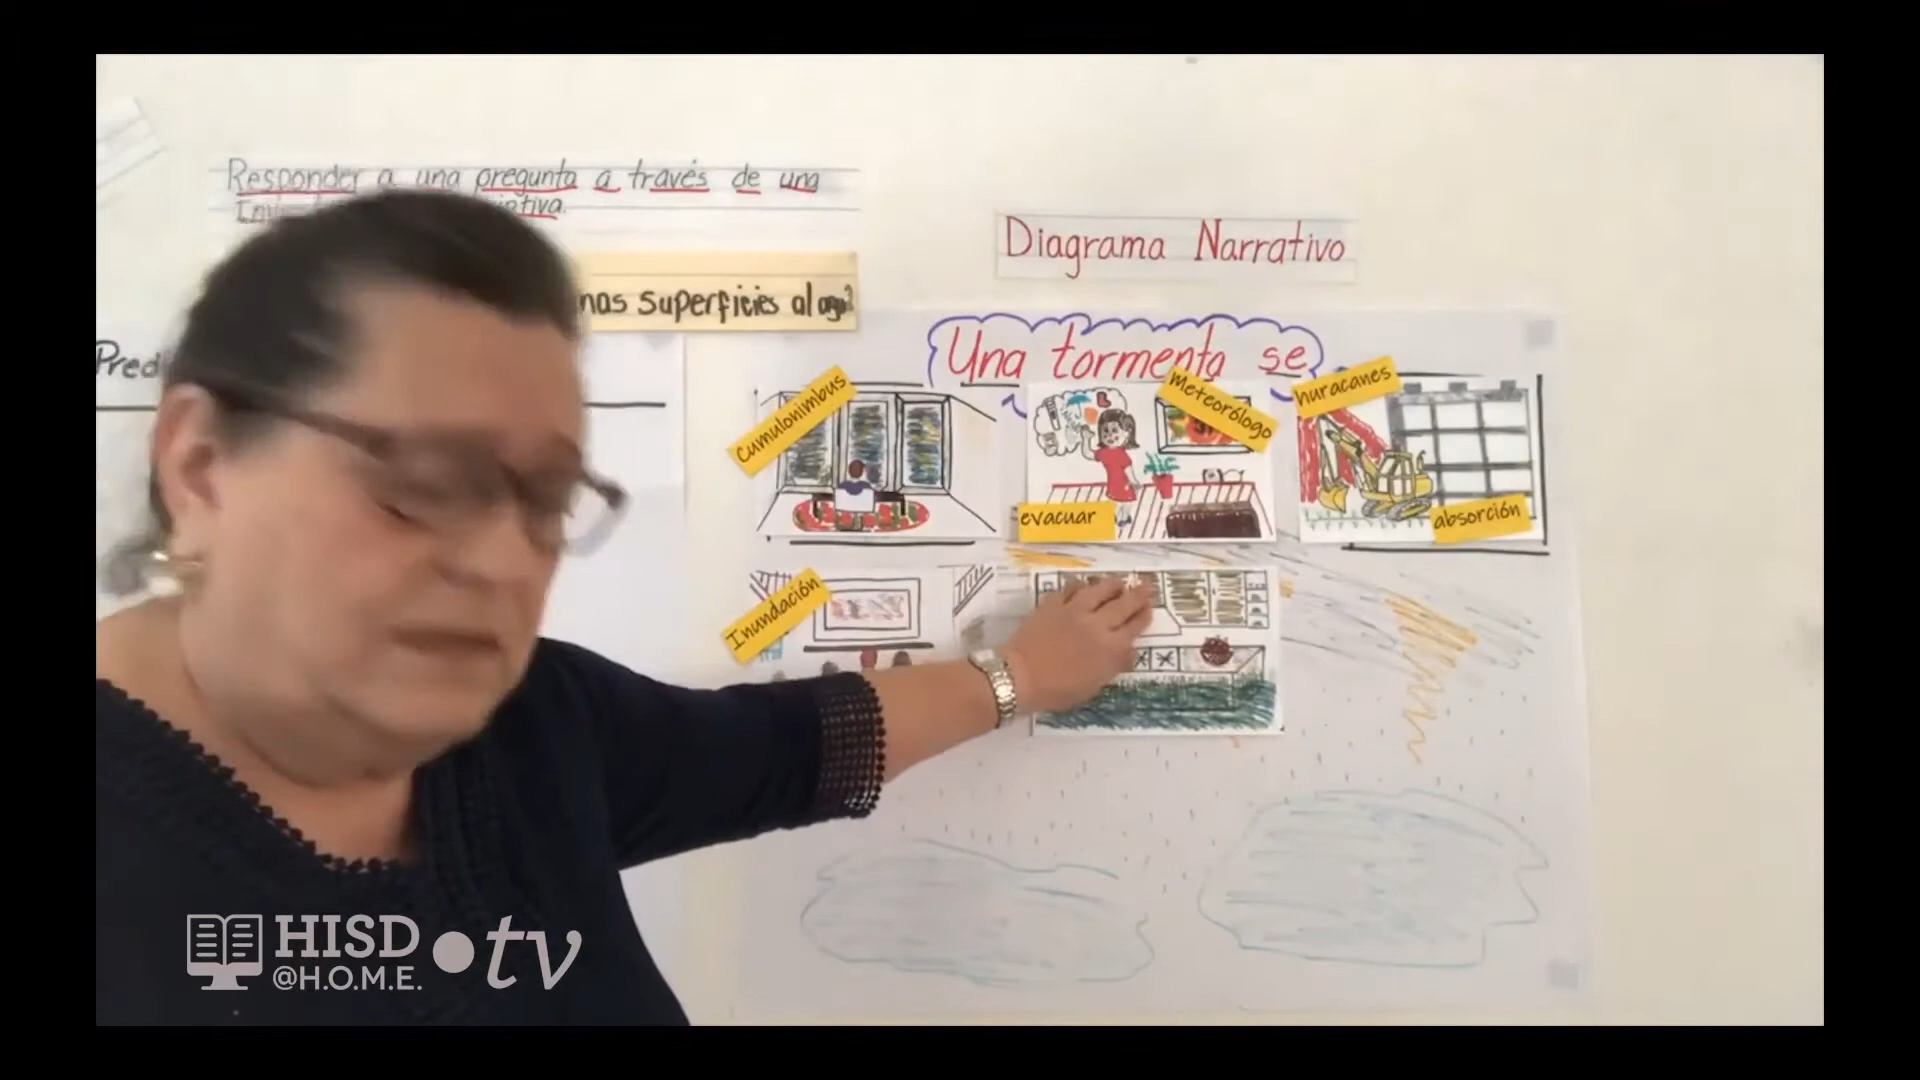 Responder a una pregunta a través de una
Diagrama Narrativo
superficies al agua?
Una tormenta se
Cumulonimbus
Meteorólogo
huracanes
evacuar
absorción
Inundación
HISD
@H.O.M.E.
tv